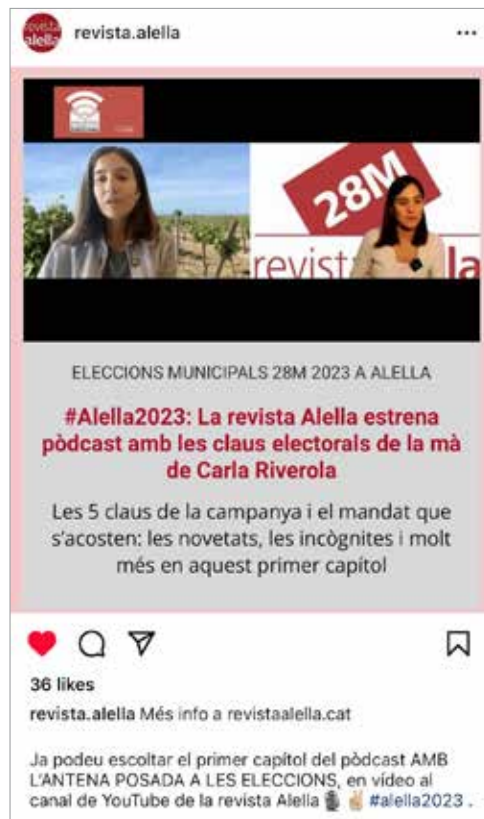 revista
alella
revista.alella
28M
revist
la
ELECCIONS MUNICIPALS 28M 2023 A ALELLA
#Alella2023: La revista Alella estrena
pòdcast amb les claus electorals de la mà
de Carla Riverola
Les 5 claus de la campanya i el mandat que
s'acosten: les novetats, les incògnites i molt
més en aquest primer capítol
36 likes
revista.alella Més info a revistaalella.cat
Ja podeu escoltar el primer capítol del pòdcast AMB
L'ANTENA POSADA A LES ELECCIONS, en vídeo al
canal de YouTube de la revista Alella 🎙️ ✌🏼 #alella2023 .